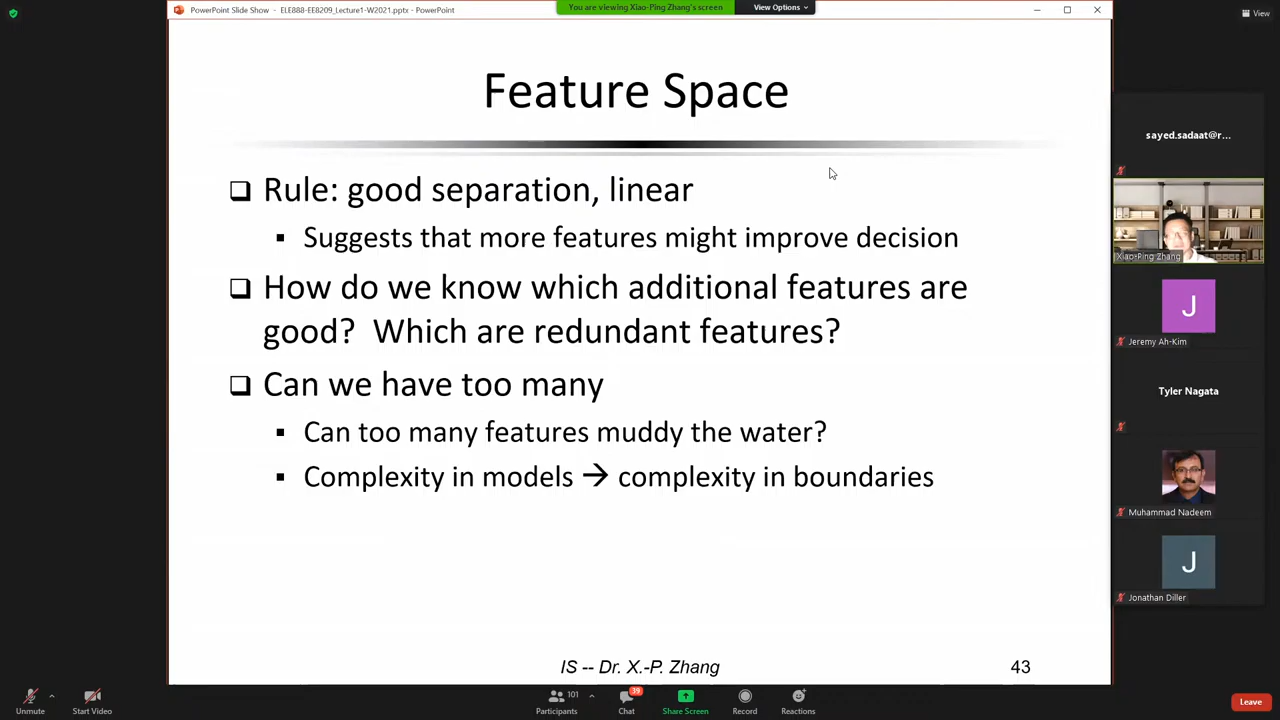 PowerPoint Slide Show - ELE888-EE8209_Lecture1-W2021.pptx - PowerPoint
You are viewing Xiao-Ping Zhang's screen
View Options
View
Feature Space
Rule: good separation, linear
Suggests that more features might improve decision
How do we know which additional features are
good? Which are redundant features?
Can we have too many
Can too many features muddy the water?
Complexity in models → complexity in boundaries
IS -- Dr. X.-P. Zhang
43
sayed.sadaat@r...
Xiao-Ping Zhang
J
Jeremy Ah-Kim
Tyler Nagata
Muhammad Nadeem
J
Jonathan Diller
Unmute
Start Video
101
Participants
39
Chat
Share Screen
Record
Reactions
Leave